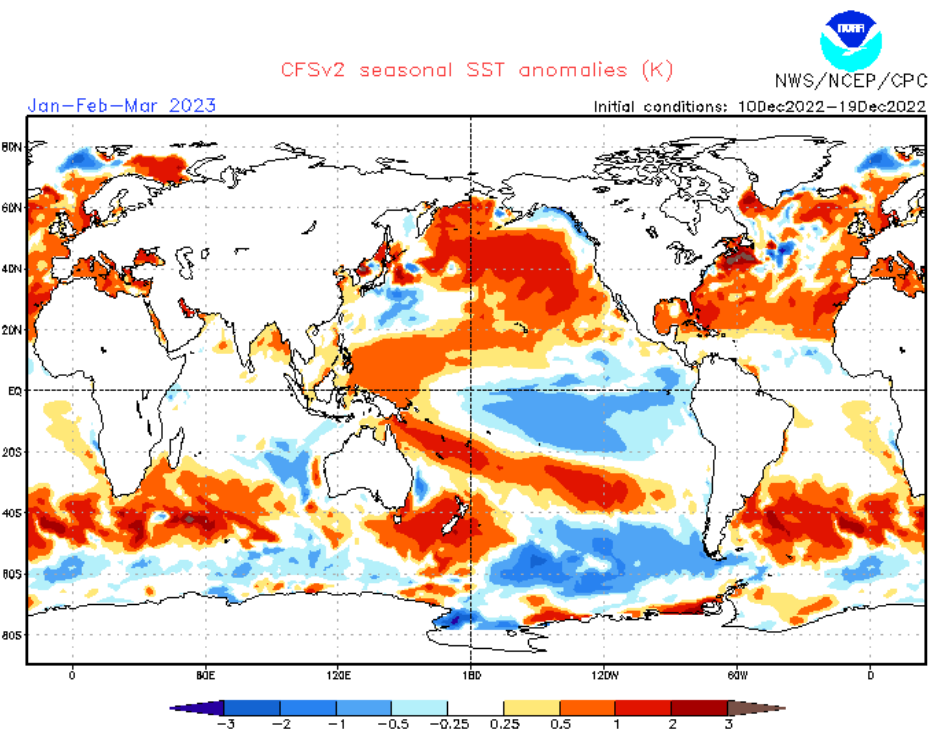 NOAA
CFSv2 seasonal SST anomalies (K)
NWS/NCEP/CPC
Jan-Feb-Mar 2023
Initial conditions: 10Dec2022-19Dec2022
80N
60N
40N
20N
EQ
20S
40S
60S
80S
0 60E 120E 180 120W 60W 0
-3 -2 -1 -0.5 -0.25 0.25 0.5 1 2 3